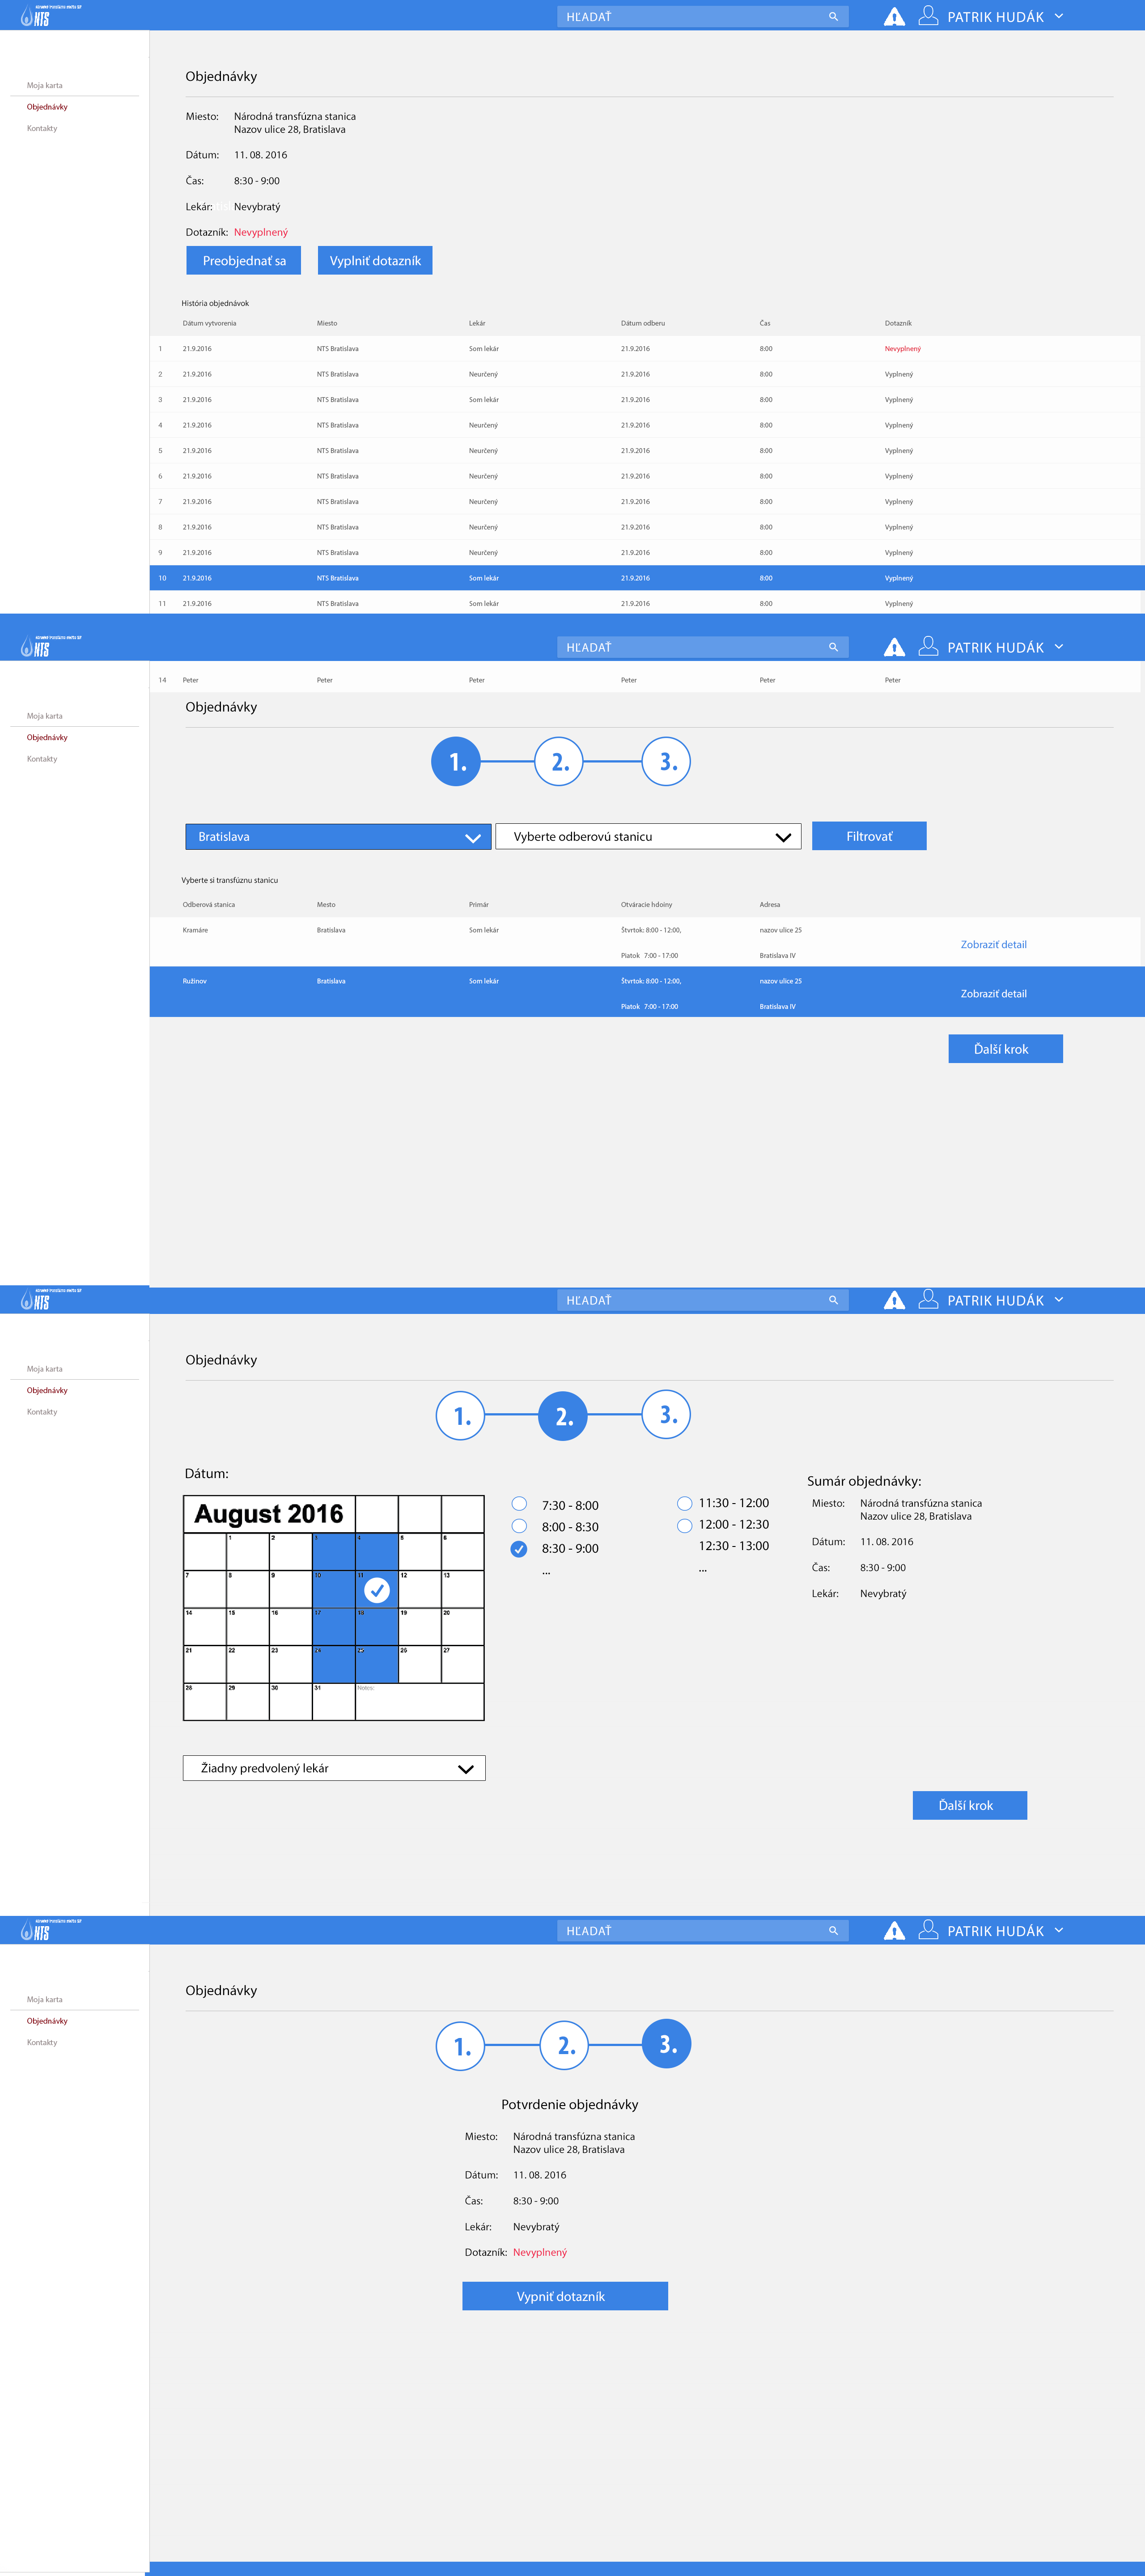 NTS
HĽADAŤ
PATRIK HUDÁK
Moja karta
Objednávky
Kontakty
Objednávky
Miesto: Národná transfúzna stanica
Nazov ulice 28, Bratislava
Dátum: 11. 08. 2016
Čas: 8:30 - 9:00
Lekár: Nevybratý
Dotazník: Nevyplnený
Preobjednať sa Vyplniť dotazník
História objednávok
Dátum vytvorenia Miesto Lekár Dátum odberu Čas Dotazník
1 21.9.2016 NTS Bratislava Som lekár 21.9.2016 8:00 Nevyplnený
2 21.9.2016 NTS Bratislava Neurčený 21.9.2016 8:00 Vyplnený
3 21.9.2016 NTS Bratislava Som lekár 21.9.2016 8:00 Vyplnený
4 21.9.2016 NTS Bratislava Neurčený 21.9.2016 8:00 Vyplnený
5 21.9.2016 NTS Bratislava Neurčený 21.9.2016 8:00 Vyplnený
6 21.9.2016 NTS Bratislava Neurčený 21.9.2016 8:00 Vyplnený
7 21.9.2016 NTS Bratislava Neurčený 21.9.2016 8:00 Vyplnený
8 21.9.2016 NTS Bratislava Neurčený 21.9.2016 8:00 Vyplnený
9 21.9.2016 NTS Bratislava Neurčený 21.9.2016 8:00 Vyplnený
10 21.9.2016 NTS Bratislava Som lekár 21.9.2016 8:00 Vyplnený
11 21.9.2016 NTS Bratislava Som lekár 21.9.2016 8:00 Vyplnený
NTS
HĽADAŤ
PATRIK HUDÁK
14 Peter Peter Peter Peter Peter Peter
Moja karta
Objednávky
Kontakty
Objednávky
1. 2. 3.
Bratislava Vyberte odberovú stanicu Filtrovať
Vyberte si transfúznu stanicu
Odberová stanica Mesto Primár Otváracie hdoiny Adresa
Kramáre Bratislava Som lekár Štvrtok: 8:00 - 12:00, nazov ulice 25
Zobraziť detail
Piatok 7:00 - 17:00 Bratislava IV
Ružinov Bratislava Som lekár Štvrtok: 8:00 - 12:00, nazov ulice 25
Zobraziť detail
Piatok 7:00 - 17:00 Bratislava IV
Ďalší krok
NTS
HĽADAŤ
PATRIK HUDÁK
Moja karta
Objednávky
Kontakty
Objednávky
1. 2. 3.
Dátum:
August 2016
1 2 3 4 5 6
7 8 9 10 11 12 13
14 15 16 17 18 19 20
21 22 23 24 25 26 27
28 29 30 31 Notes:
Žiadny predvolený lekár
7:30 - 8:00
8:00 - 8:30
8:30 - 9:00
...
11:30 - 12:00
12:00 - 12:30
12:30 - 13:00
...
Sumár objednávky:
Miesto: Národná transfúzna stanica
Nazov ulice 28, Bratislava
Dátum: 11. 08. 2016
Čas: 8:30 - 9:00
Lekár: Nevybratý
Ďalší krok
NTS
HĽADAŤ
PATRIK HUDÁK
Moja karta
Objednávky
Kontakty
Objednávky
1. 2. 3.
Potvrdenie objednávky
Miesto: Národná transfúzna stanica
Nazov ulice 28, Bratislava
Dátum: 11. 08. 2016
Čas: 8:30 - 9:00
Lekár: Nevybratý
Dotazník: Nevyplnený
Vypniť dotazník